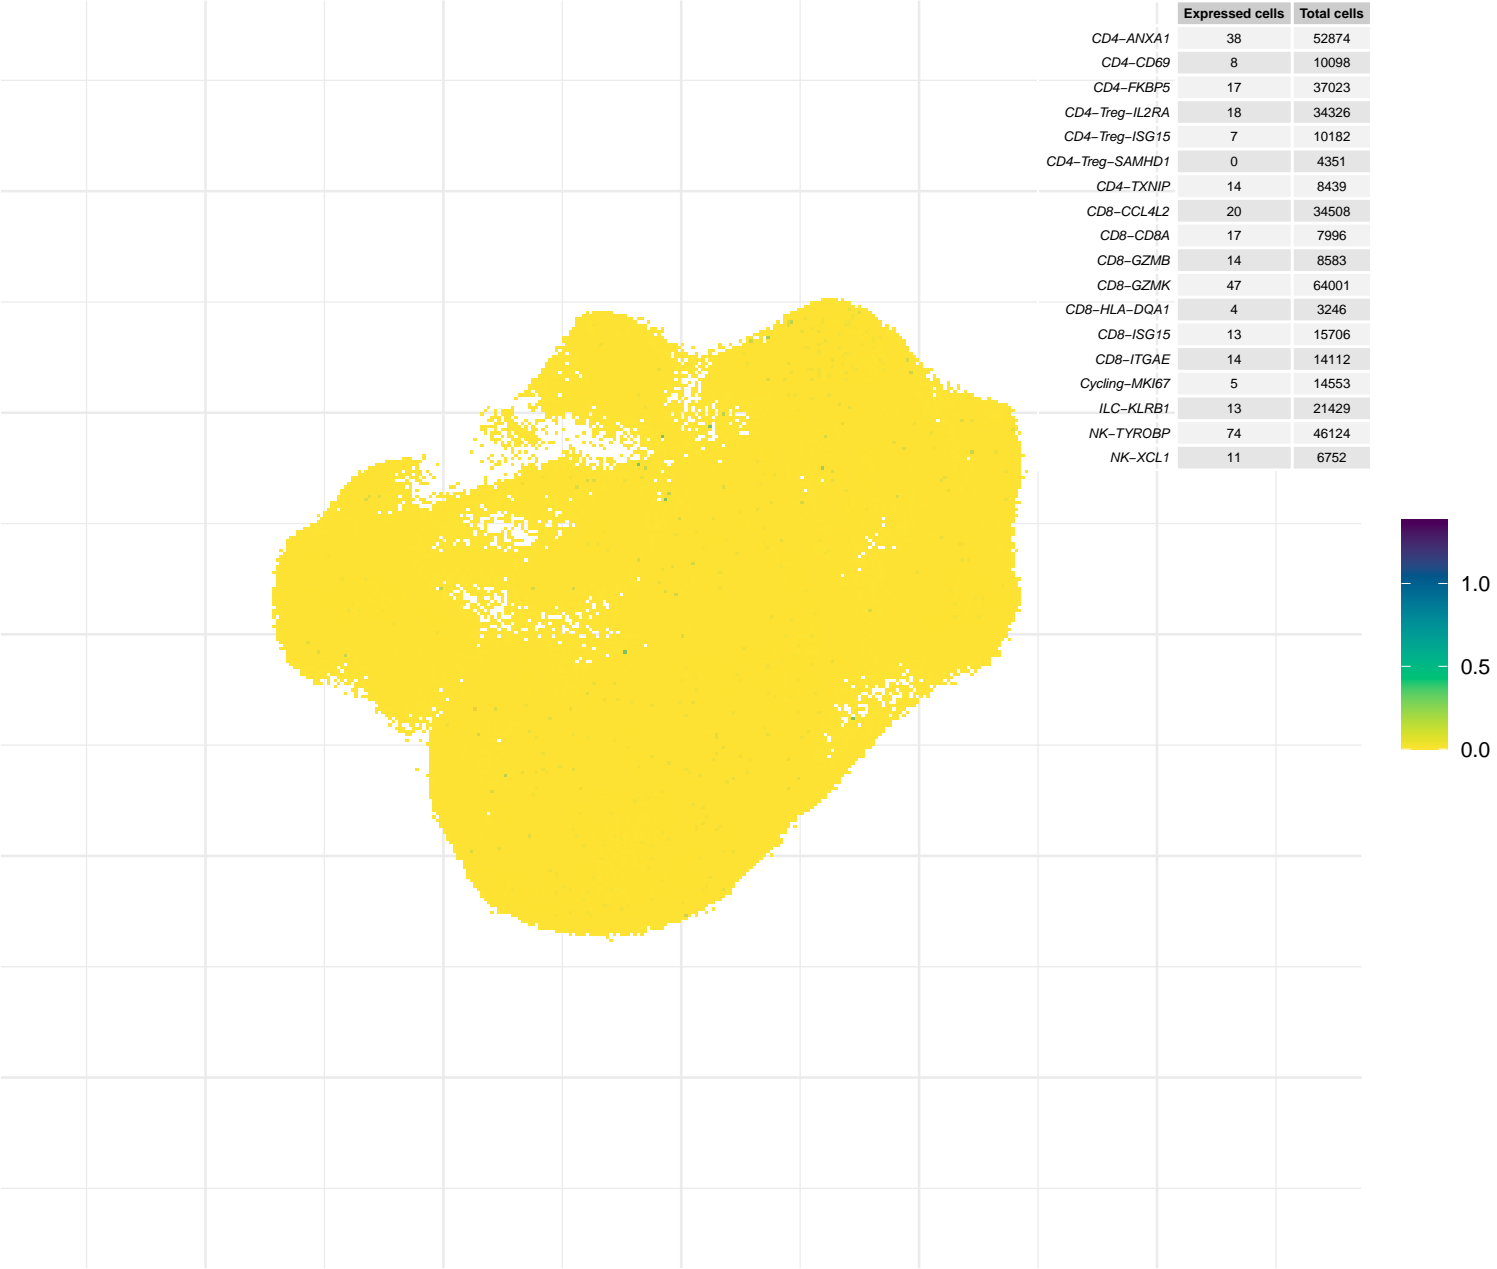 Expressed cells Total cells
CD4−ANXA1 38 52874
CD4−CD69 8 10098
CD4−FKBP5 17 37023
CD4−Treg−IL2RA 18 34326
CD4−Treg−ISG15 7 10182
CD4−Treg−SAMHD1 0 4351
CD4−TXNIP 14 8439
CD8−CCL4L2 20 34508
CD8−CD8A 17 7996
CD8−GZMB 14 8583
CD8−GZMK 47 64001
CD8−HLA−DQA1 4 3246
CD8−ISG15 13 15706
CD8−ITGAE 14 14112
Cycling−MKI67 5 14553
ILC−KLRB1 13 21429
NK−TYROBP 74 46124
NK−XCL1 11 6752
1.0
0.5
0.0